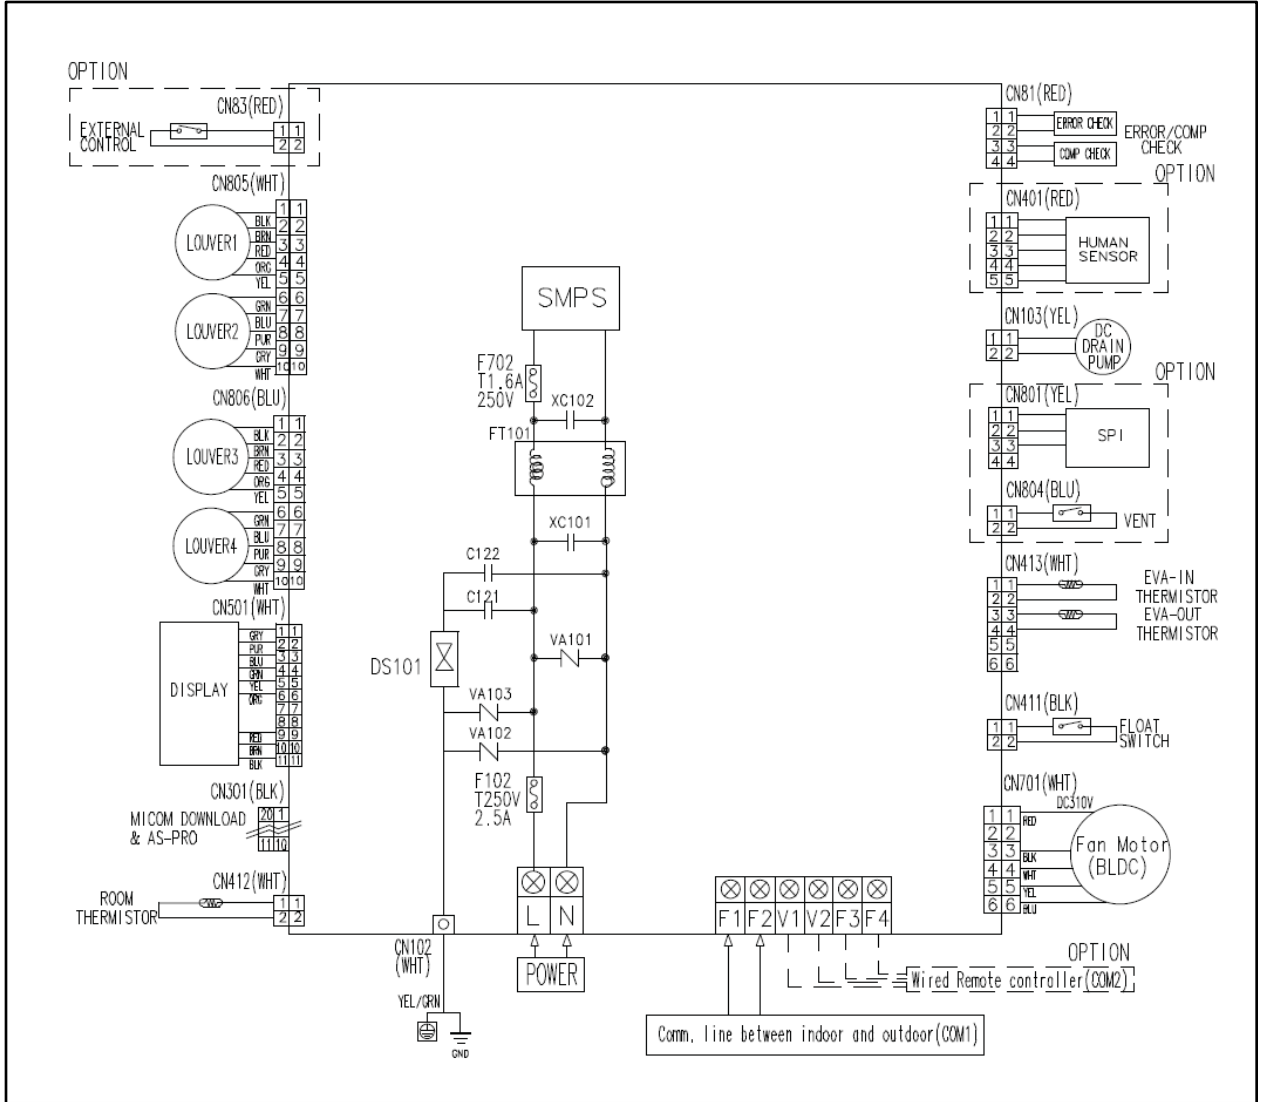 OPTION
CN83(RED)
EXTERNAL
CONTROL
1 1
2 2
CN805(WHT)
LOUVER1
BLK
BRN
RED
ORG
YEL
LOUVER2
GRN
BLU
PUR
GRY
WHT
1 1
2 2
3 3
4 4
5 5
6 6
7 7
8 8
9 9
10 10
CN806(BLU)
LOUVER3
BLK
BRN
RED
ORG
YEL
LOUVER4
GRN
BLU
PUR
GRY
WHT
1 1
2 2
3 3
4 4
5 5
6 6
7 7
8 8
9 9
10 10
CN501(WHT)
DISPLAY
GRY
PUR
BLU
GRN
YEL
ORG
RED
BRN
BLK
1 1
2 2
3 3
4 4
5 5
6 6
7 7
8 8
9 9
10 10
11 11
CN301(BLK)
MICOM DOWNLOAD
& AS-PRO
20 1
11 10
CN412(WHT)
ROOM
THERMISTOR
1 1
2 2
SMPS
F702
T1.6A
250V
XC102
FT101
XC101
C122
C121
VA101
DS101
VA103
VA102
F102
T250V
2.5A
L N
POWER
CN102
(WHT)
YEL/GRN
GND
F1 F2 V1 V2 F3 F4
OPTION
Wired Remote controller(COM2)
Comm. line between indoor and outdoor(COM1)
CN81(RED)
1 1
2 2
3 3
4 4
ERROR CHECK
COMP CHECK
ERROR/COMP
CHECK
OPTION
CN401(RED)
1 1
2 2
3 3
4 4
5 5
HUMAN
SENSOR
CN103(YEL)
1 1
2 2
DC
DRAIN
PUMP
OPTION
CN801(YEL)
1 1
2 2
3 3
4 4
SPI
CN804(BLU)
1 1
2 2
VENT
CN413(WHT)
1 1
2 2
3 3
4 4
5 5
6 6
EVA-IN
THERMISTOR
EVA-OUT
THERMISTOR
CN411(BLK)
1 1
2 2
FLOAT
SWITCH
CN701(WHT)
DC310V
1 1
2 2
3 3
4 4
5 5
6 6
RED
BLK
WHT
YEL
BLU
Fan Motor
(BLDC)